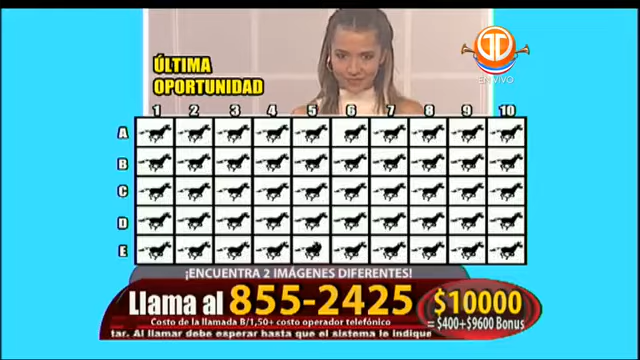 ÚLTIMA
OPORTUNIDAD
EN VIVO
1 2 3 4 5 6 7 8 9 10
A
B
C
D
E
¡ENCUENTRA 2 IMÁGENES DIFERENTES!
Llama al 855-2425
$10000
Costo de la llamada B/1,50+ costo operador telefónico
= $400+$9600 Bonus
tar. Al llamar debe esperar hasta que el sistema le indique